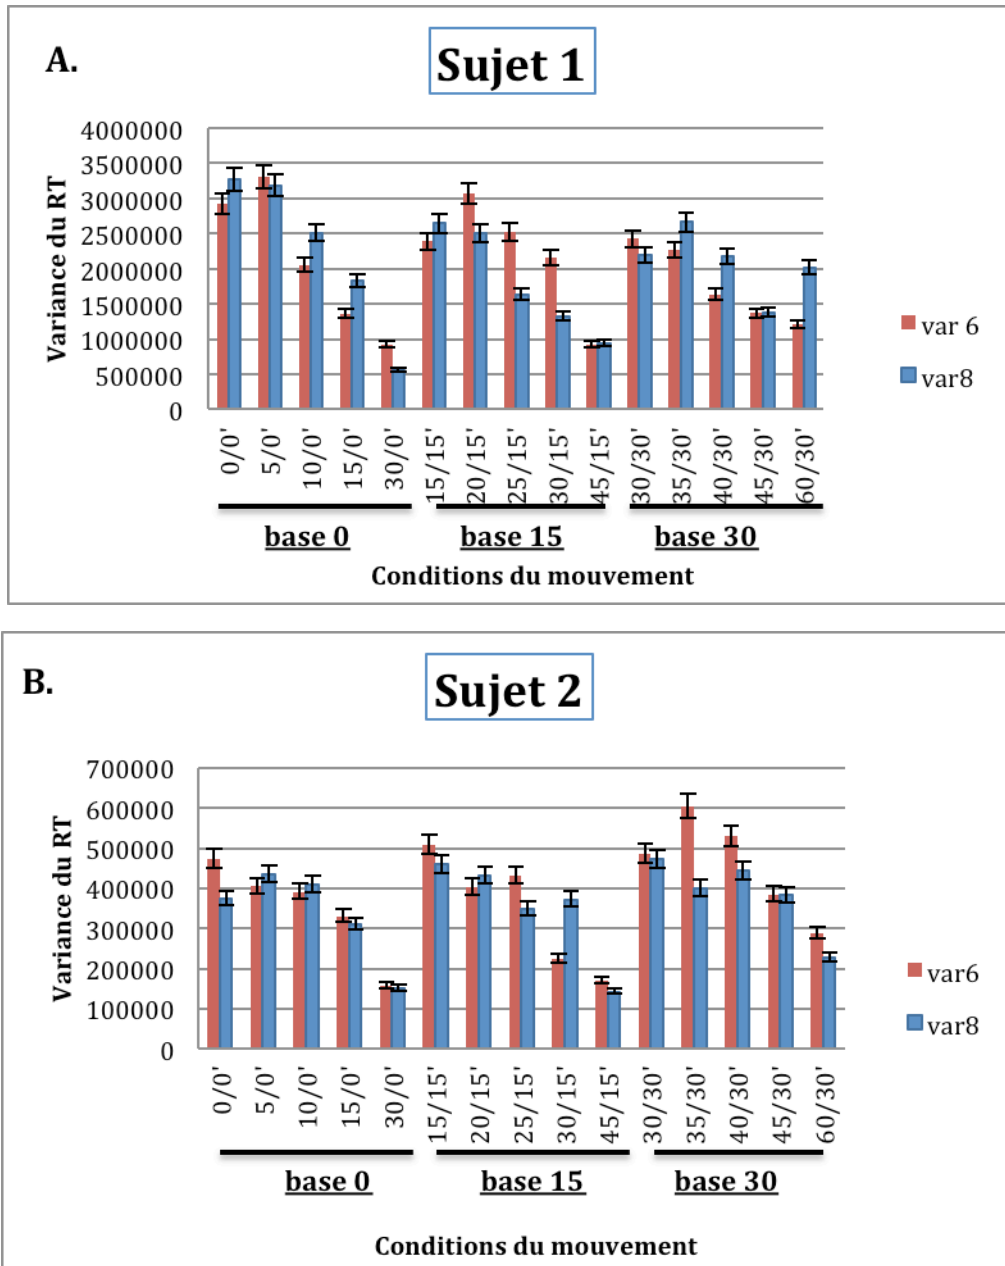 A.
Sujet 1
Variance du RT
4000000
3500000
3000000
2500000
2000000
1500000
1000000
500000
0
0/0'
5/0'
10/0'
15/0'
30/0'
15/15'
20/15'
25/15'
30/15'
45/15'
30/30'
35/30'
40/30'
45/30'
60/30'
base 0
base 15
base 30
Conditions du mouvement
var 6
var8
B.
Sujet 2
Variance du RT
700000
600000
500000
400000
300000
200000
100000
0
0/0'
5/0'
10/0'
15/0'
30/0'
15/15'
20/15'
25/15'
30/15'
45/15'
30/30'
35/30'
40/30'
45/30'
60/30'
base 0
base 15
base 30
Conditions du mouvement
var6
var8